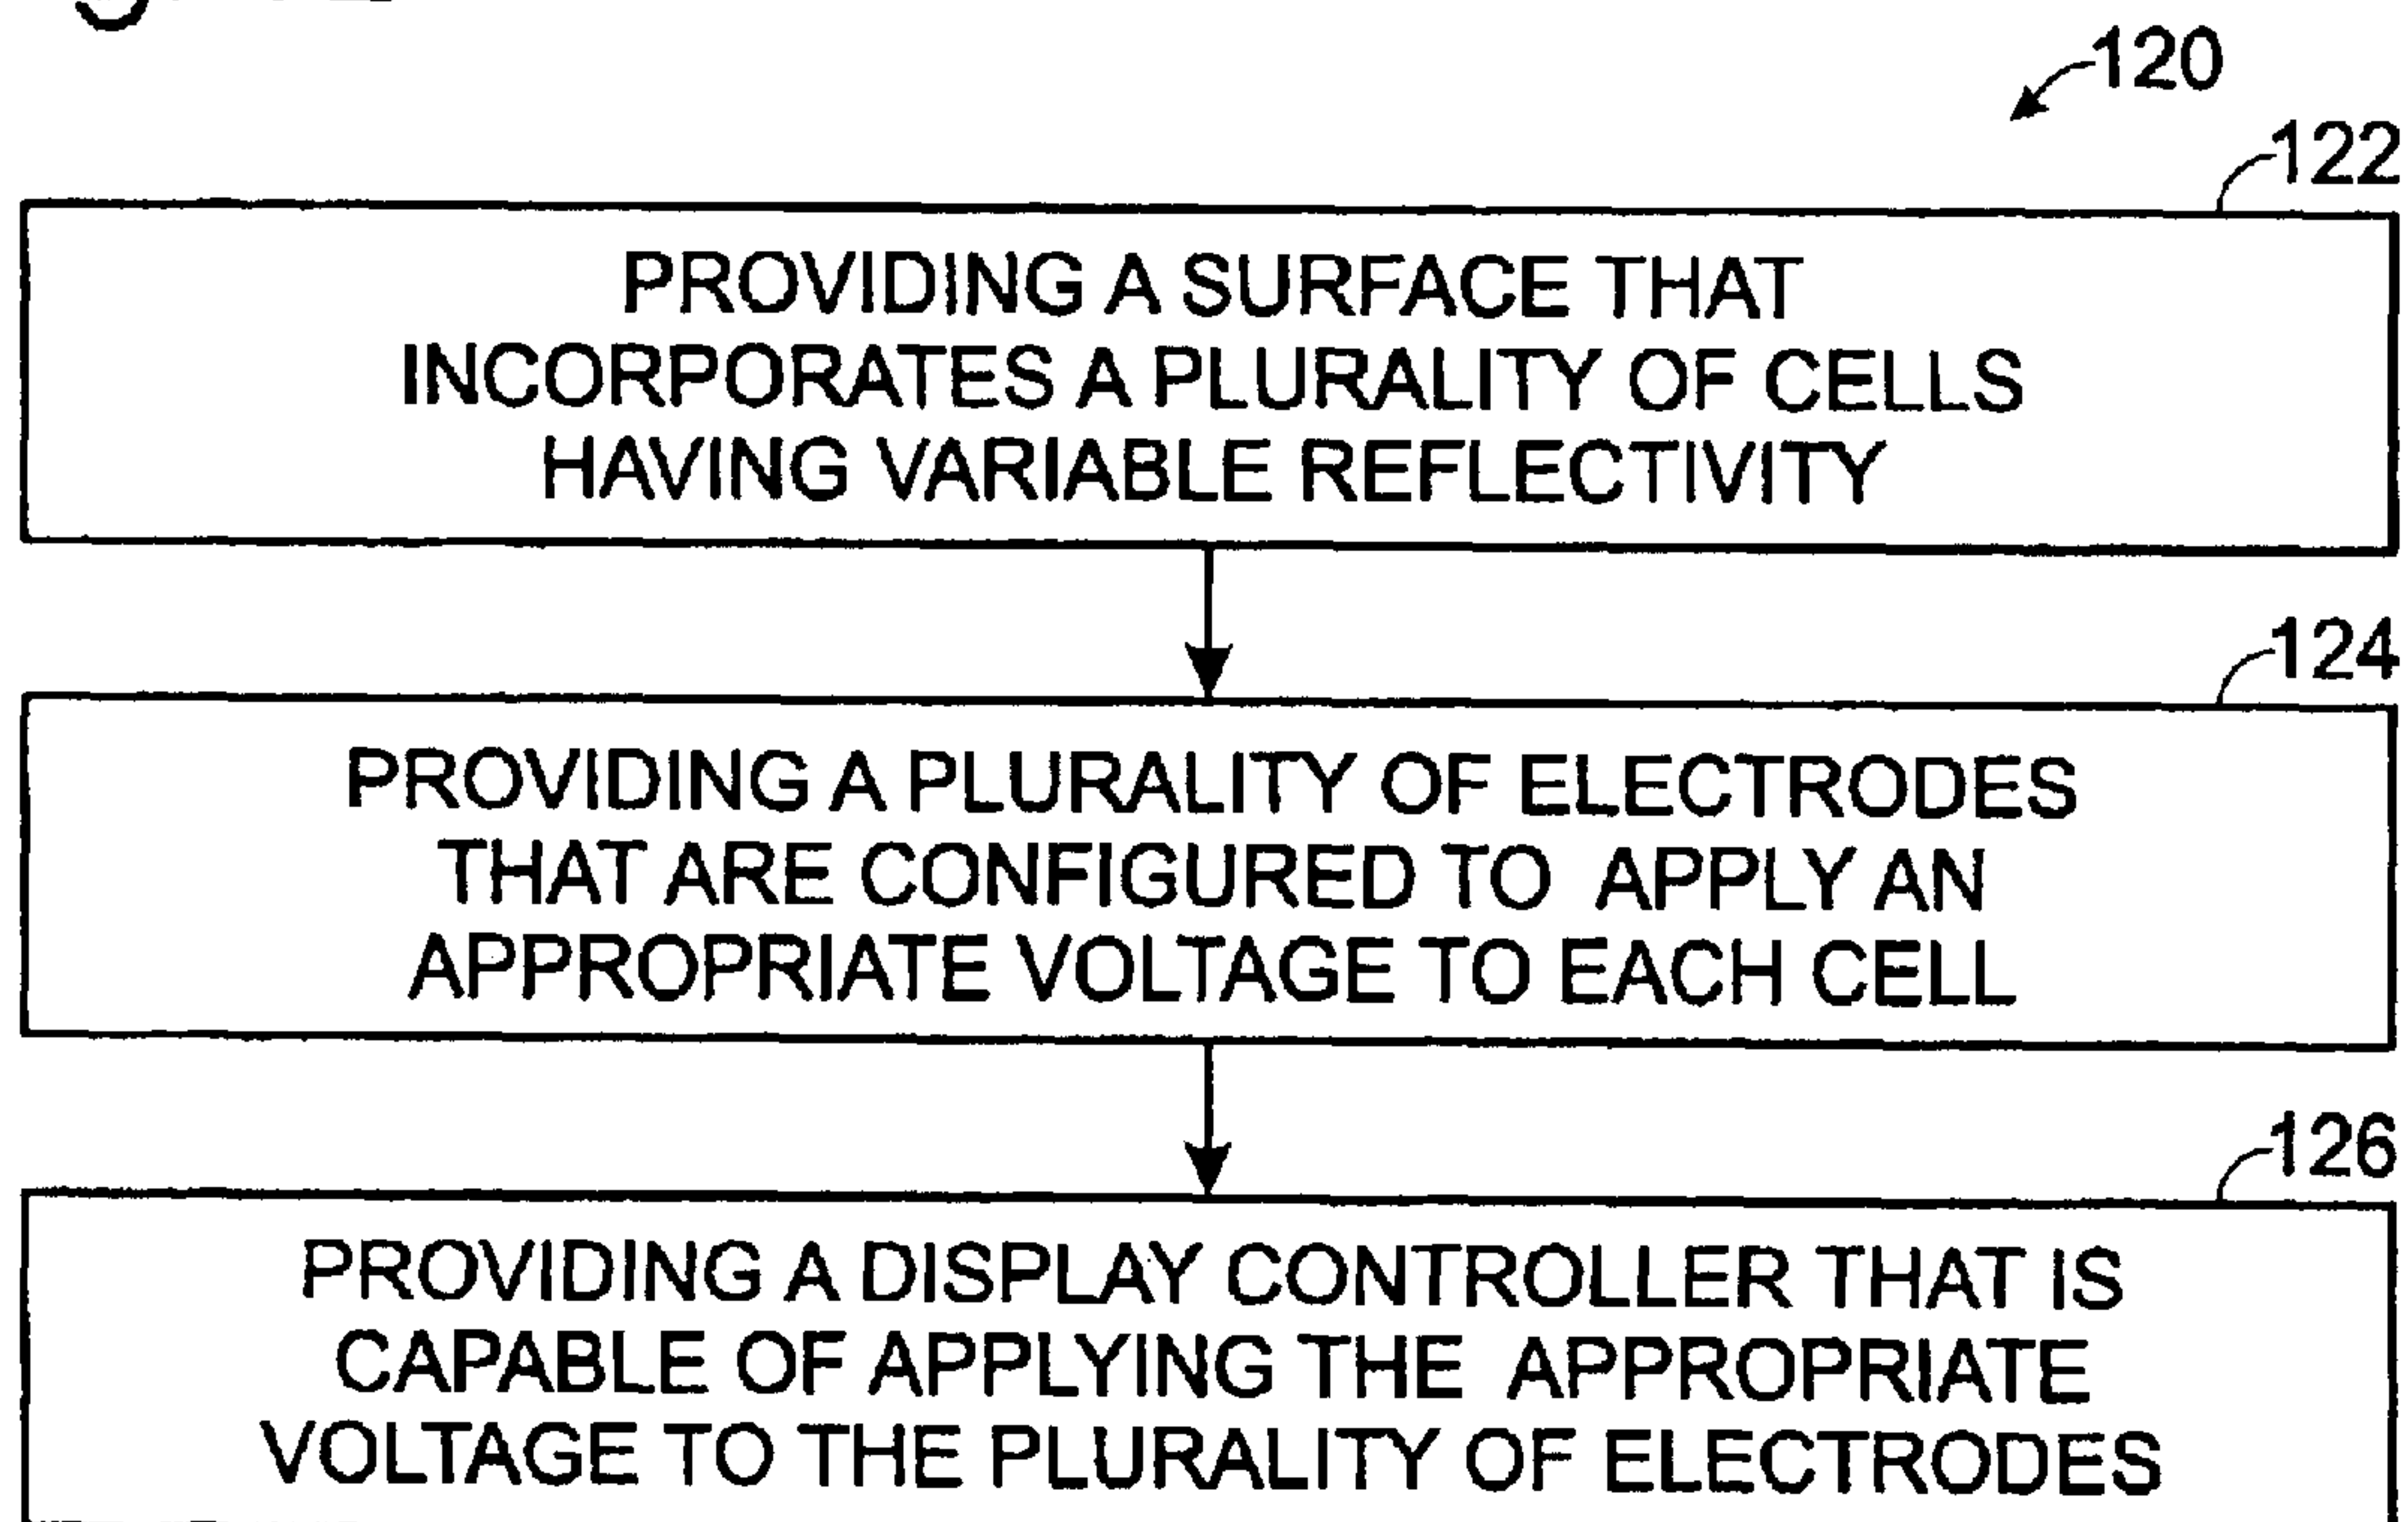 120
122
PROVIDING A SURFACE THAT
INCORPORATES A PLURALITY OF CELLS
HAVING VARIABLE REFLECTIVITY
124
PROVIDING A PLURALITY OF ELECTRODES
THAT ARE CONFIGURED TO APPLY AN
APPROPRIATE VOLTAGE TO EACH CELL
126
PROVIDING A DISPLAY CONTROLLER THAT IS
CAPABLE OF APPLYING THE APPROPRIATE
VOLTAGE TO THE PLURALITY OF ELECTRODES